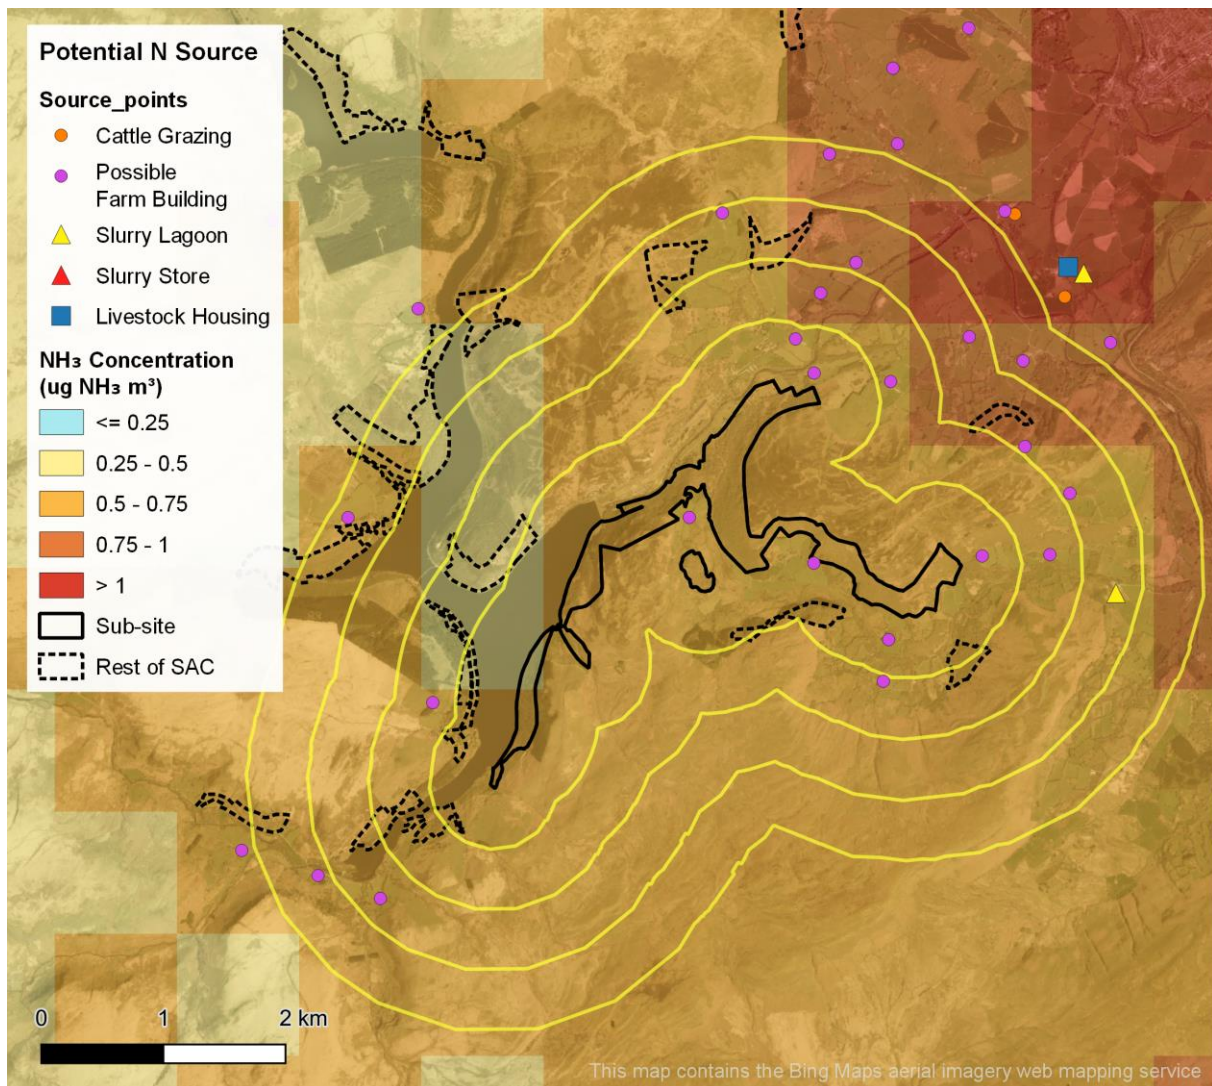 Potential N Source
Source_points
Cattle Grazing
Possible
Farm Building
Slurry Lagoon
Slurry Store
Livestock Housing
NH₃ Concentration
(ug NH₃ m³)
<= 0.25
0.25 - 0.5
0.5 - 0.75
0.75 - 1
> 1
Sub-site
Rest of SAC
0 1 2 km
This map contains the Bing Maps aerial imagery web mapping service